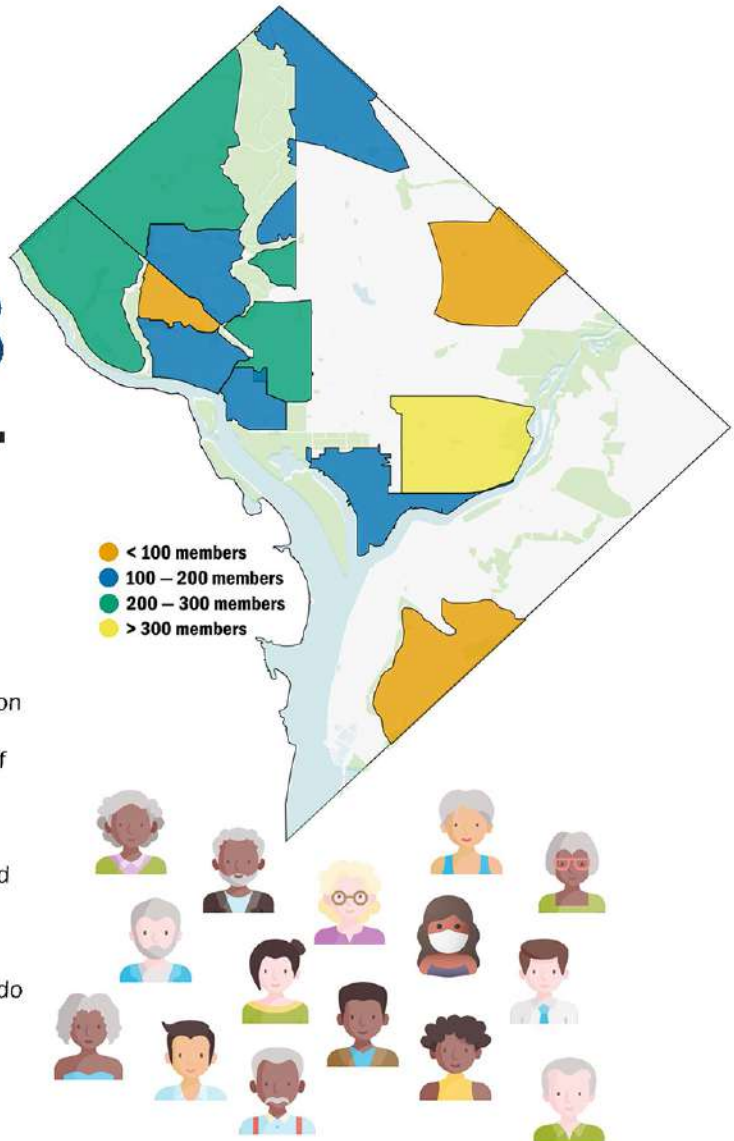 < 100 members
100 – 200 members
200 – 300 members
> 300 members
on
f
d
do